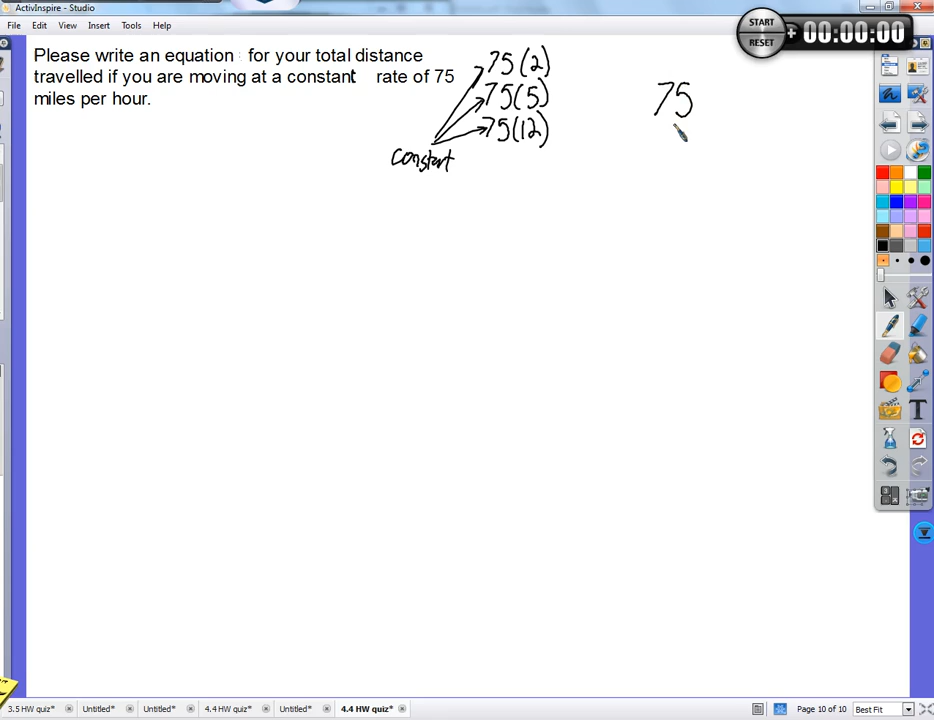 ActivInspire - Studio
File Edit View Insert Tools Help
START
RESET
00:00:00
Please write an equation for your total distance
travelled if you are moving at a constant rate of 75
miles per hour.
75(2)
75(5)
75(12)
constant
75
3.5 HW quiz* Untitled* Untitled* 4.4 HW quiz* Untitled* 4.4 HW quiz* Page 10 of 10 Best Fit